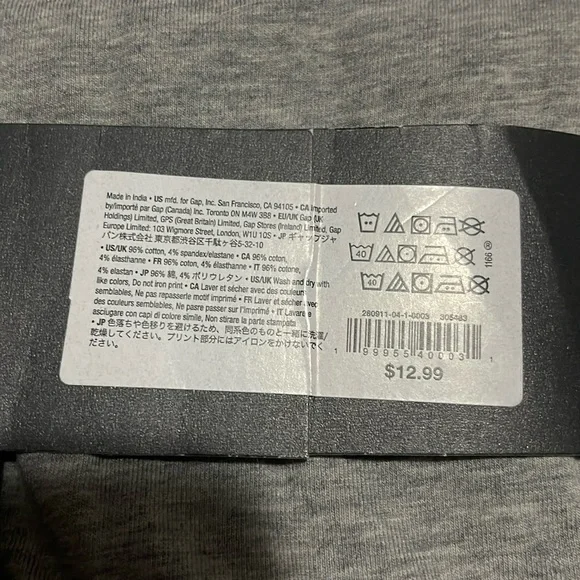 Made in India • US mfd. for Gap, Inc. San Francisco, CA 94105 • CA Imported
by/importé par Gap (Canada) Inc. Toronto ON M4W 3B8 • EU/UK Gap (UK
Holdings) Limited, GPS (Great Britain) Limited, Gap Stores (Ireland) Limited, Gap
Europe Limited: 103 Wigmore Street, London, W1U 1QS • JP ギャップジャ
パン株式会社 東京都渋谷区千駄ヶ谷5-32-10
• US/UK 96% cotton, 4% spandex/elastane • CA 96% coton,
4% élasthanne • FR 96% coton, 4% élasthanne • IT 96% cotone,
4% elastan • JP 96% 綿, 4% ポリウレタン • US/UK Wash and dry with
like colors, Do not iron print • CA Laver et sécher avec des couleurs
semblables, Ne pas repasserle motif imprimé • FR Laver et sécher avec
des couleurs semblables, Ne pas passer sur l'impression • IT Lavare e
asciugare con capi di colore simile, Non stirare la parte stampata
• JP 色落ちや色移りを避けるため、同系色のものと一緒に洗濯/
乾燥してください。プリント部分にはアイロンをかけないでく
ださい。
40
40
1166
280911-04-1-0003 305483
1 99955 40003 1
$12.99